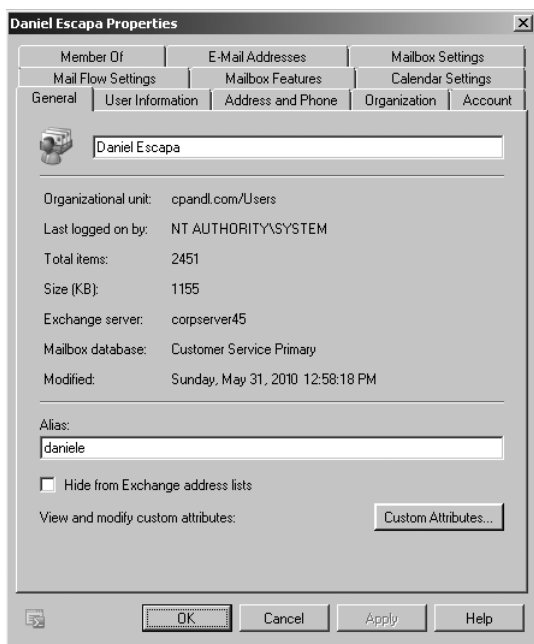 Daniel Escapa Properties
Member Of E-Mail Addresses Mailbox Settings
Mail Flow Settings Mailbox Features Calendar Settings
General User Information Address and Phone Organization Account
Daniel Escapa
Organizational unit: cpandl.com/Users
Last logged on by: NT AUTHORITY\SYSTEM
Total items: 2451
Size (KB): 1155
Exchange server: corpserver45
Mailbox database: Customer Service Primary
Modified: Sunday, May 31, 2010 12:58:18 PM
Alias:
daniele
Hide from Exchange address lists
View and modify custom attributes: Custom Attributes...
OK Cancel Apply Help